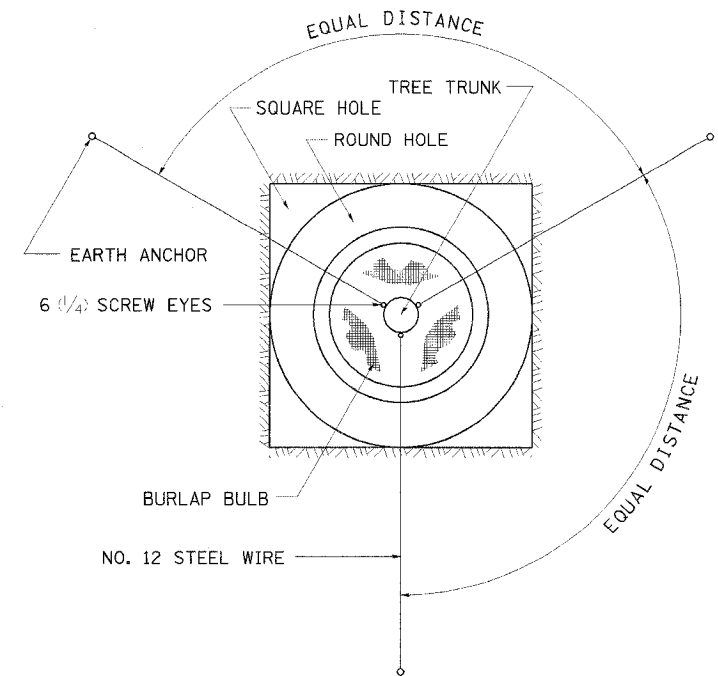 EQUAL DISTANCE
TREE TRUNK
SQUARE HOLE
ROUND HOLE
EARTH ANCHOR
6 (1/4) SCREW EYES
EQUAL DISTANCE
BURLAP BULB
NO. 12 STEEL WIRE